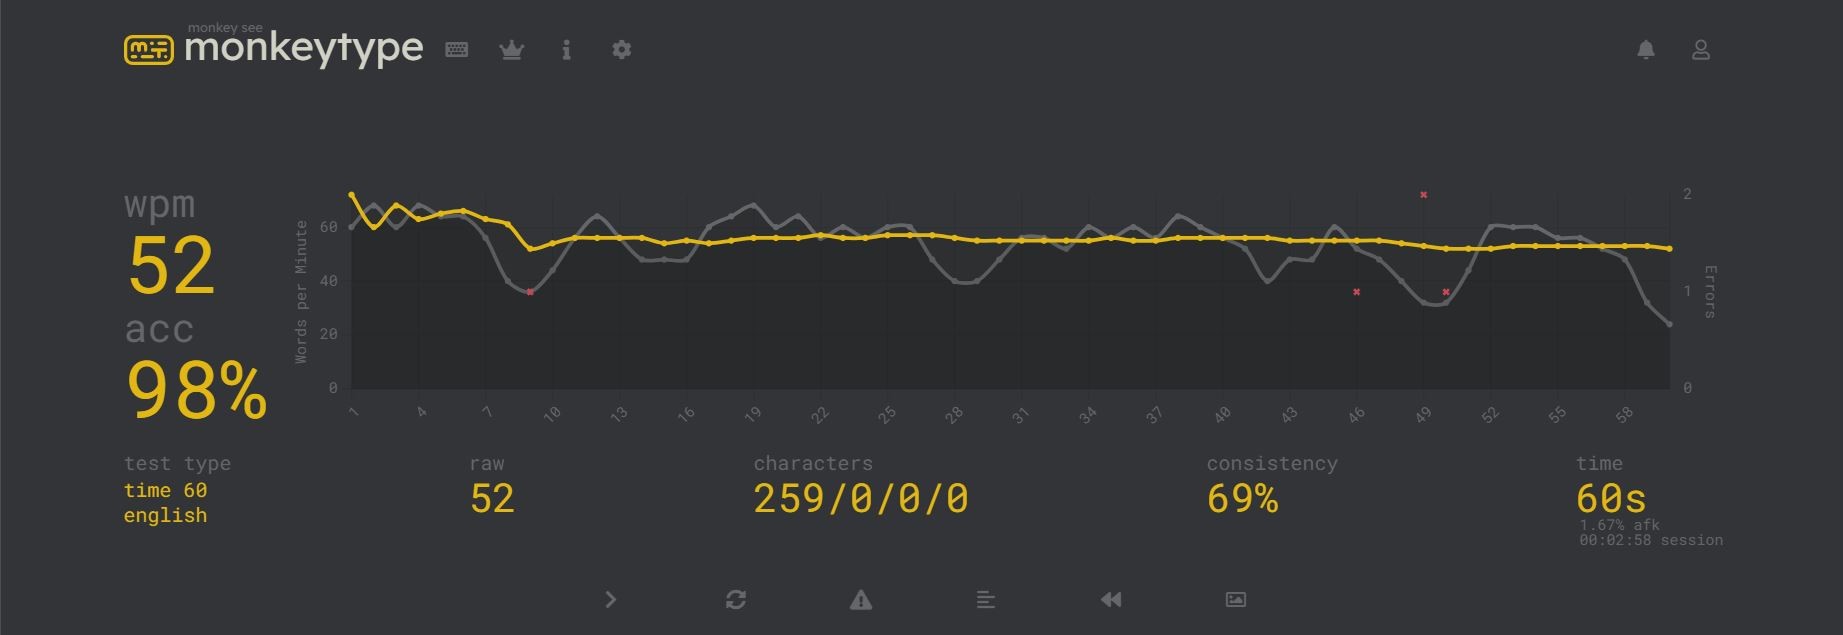 monkey see
monkeytype
wpm
52
acc
98%
Words per Minute
60
40
20
0
2
1
0
Errors
1 4 7 10 13 16 19 22 25 28 31 34 37 40 43 46 49 52 55 58
test type
time 60
english
raw
52
characters
259/0/0/0
consistency
69%
time
60s
1.67% afk
00:02:58 session